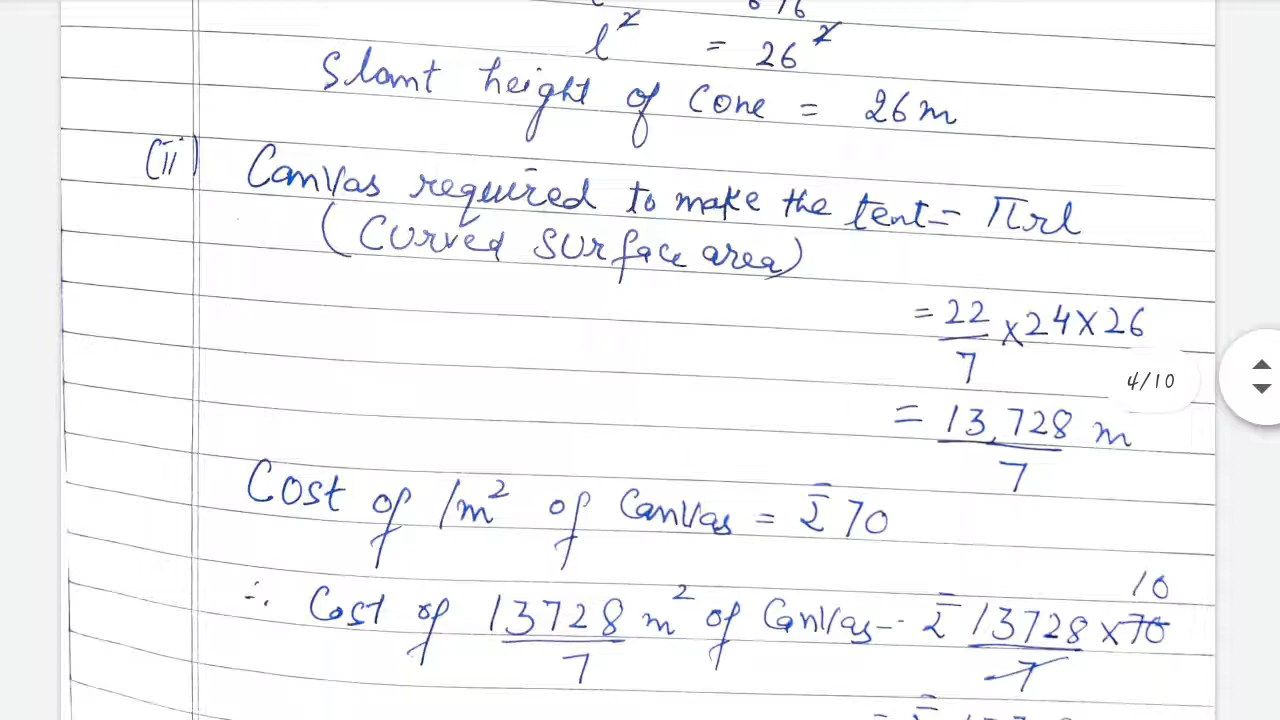 l² = 26²
Slant height of cone = 26m
(ii) Canvas required to make the tent = πrl
(Curved surface area)
= 22/7 × 24 × 26
4/10
= 13,728/7 m
Cost of 1m² of Canvas = ₹ 70
10
∴ Cost of 13728/7 m² of Canvas = ₹ 13728/7 × 70